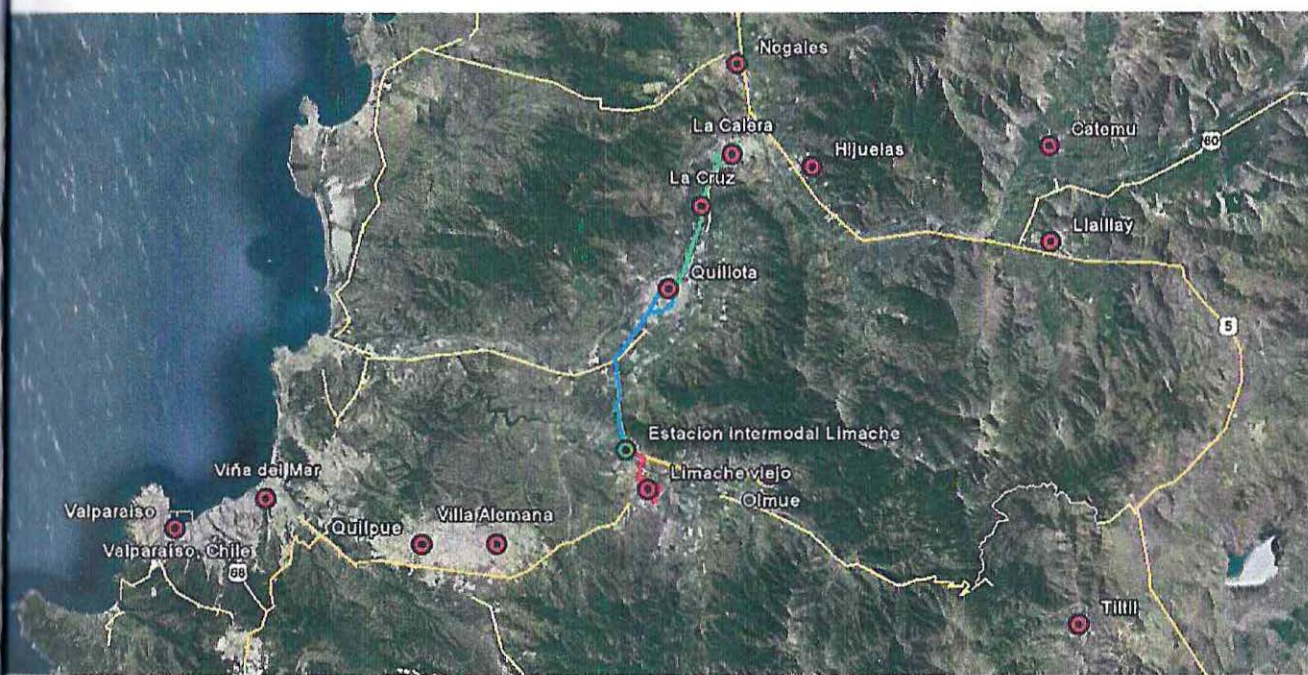 Nogales
La Calera
Catemu
60
Hijuelas
La Cruz
Llaillay
Quillota
5
Estacion intermodal Limache
Limache viejo
Olmue
Viña del Mar
Valparaiso
Quilpue
Villa Alemana
Valparaíso, Chile
68
Tiltil